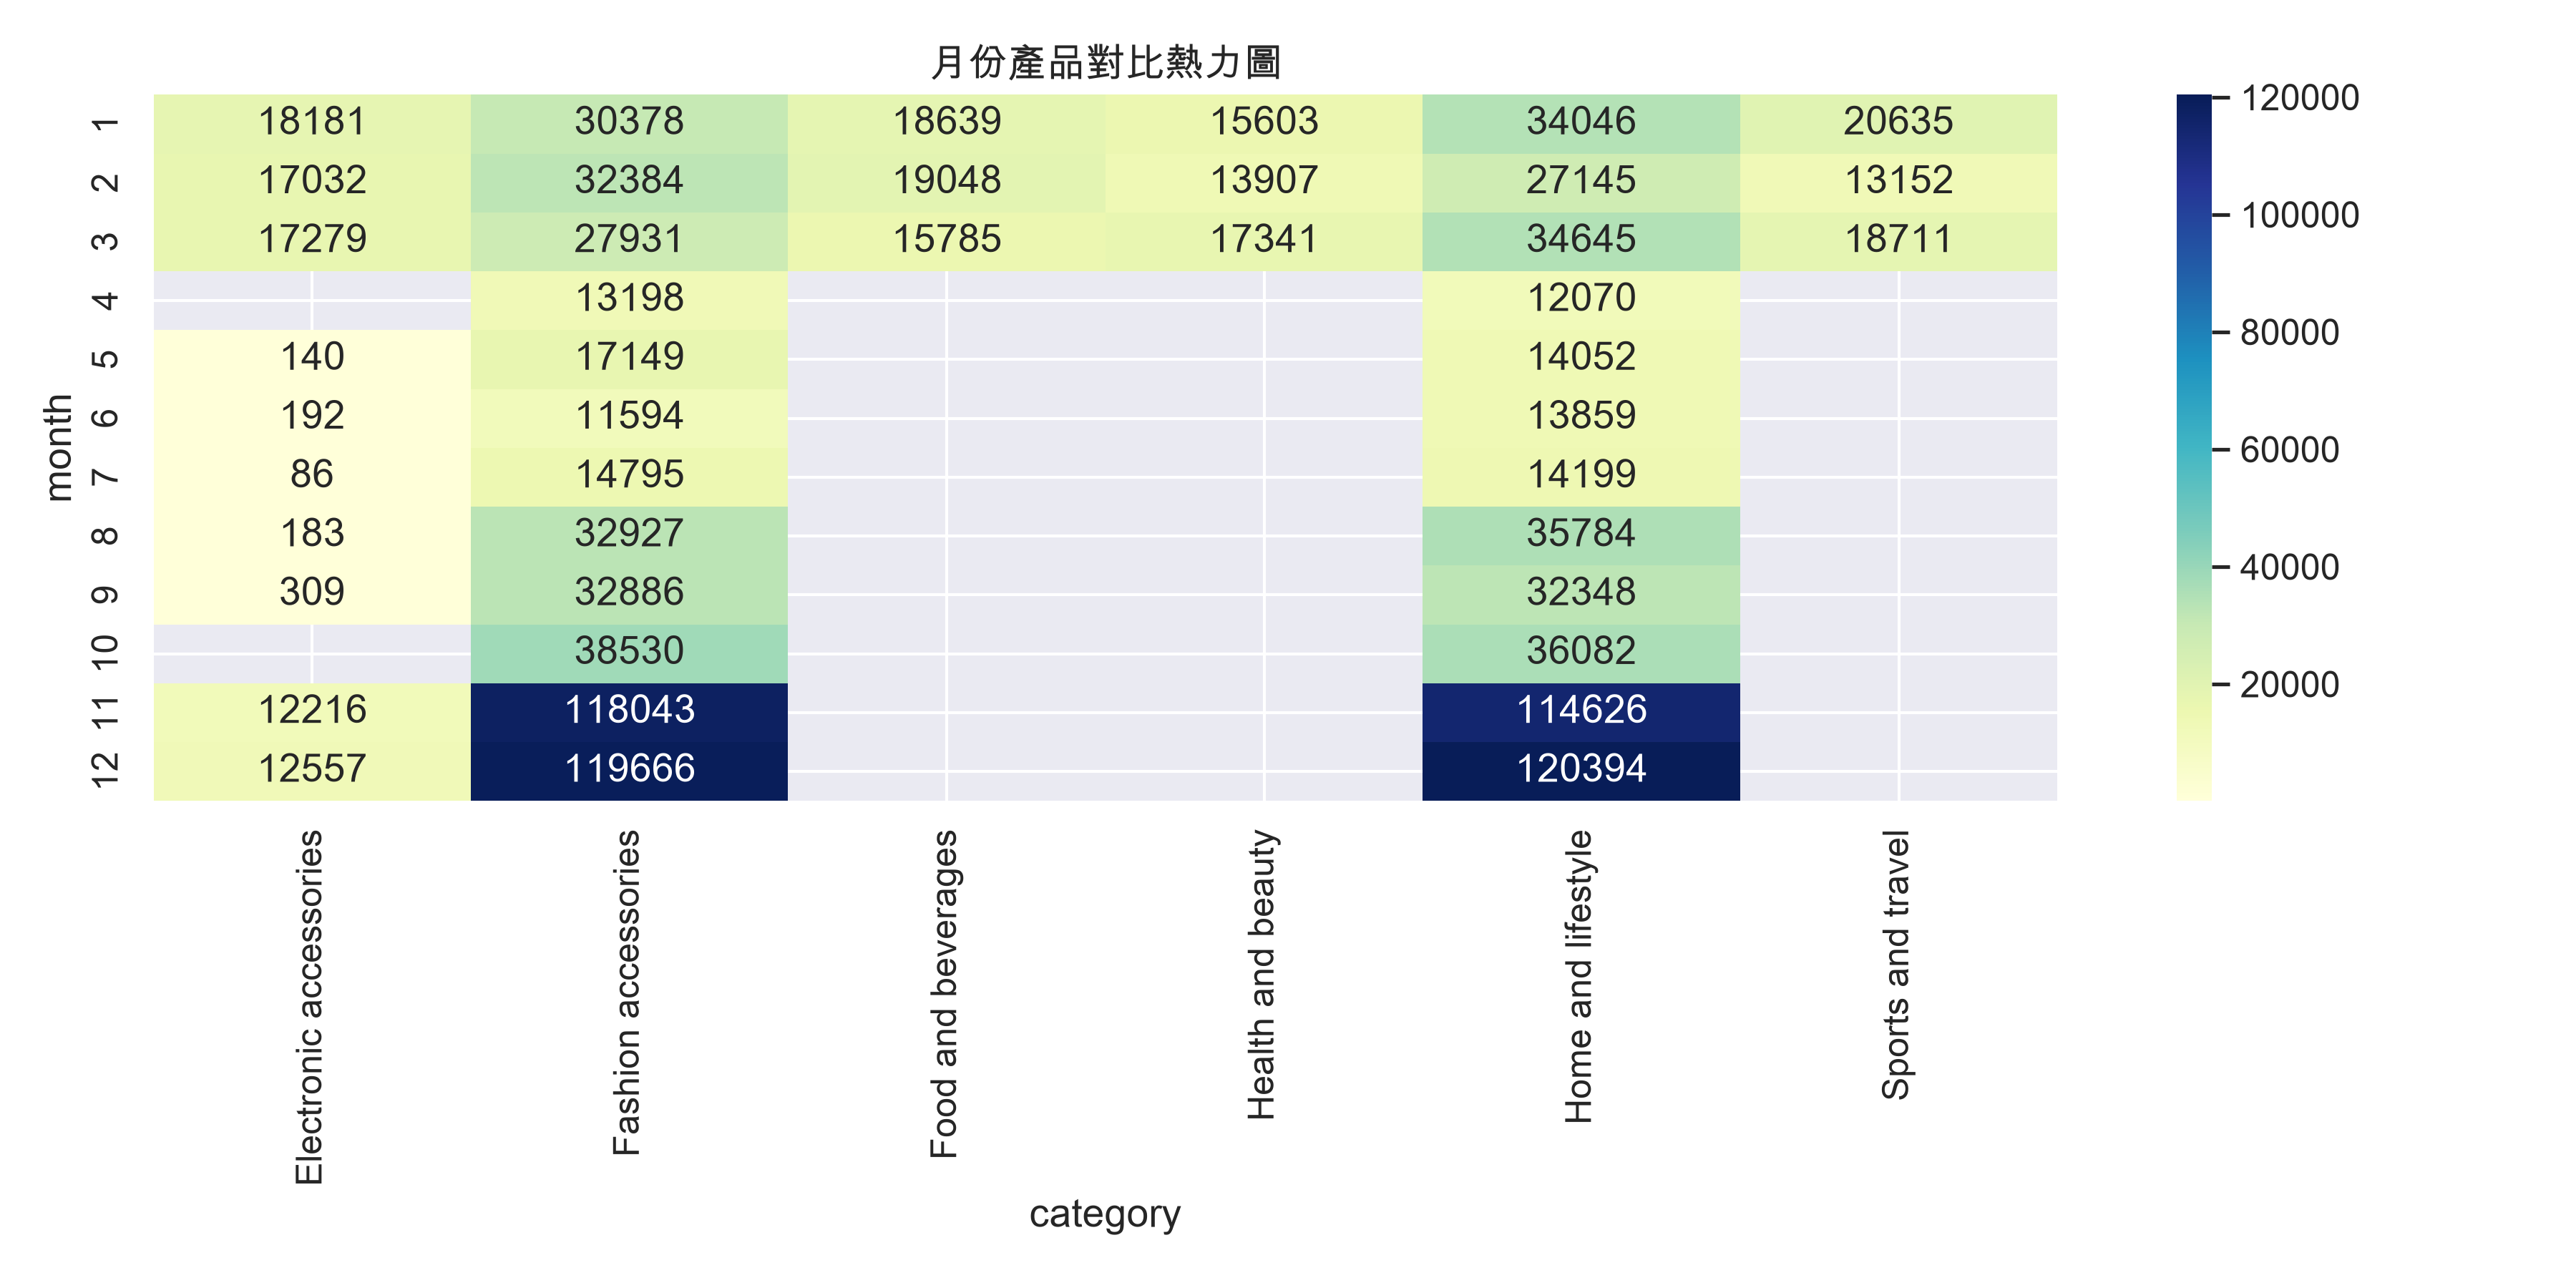 月份產品對比熱力圖
1 18181 30378 18639 15603 34046 20635
2 17032 32384 19048 13907 27145 13152
3 17279 27931 15785 17341 34645 18711
4 13198 12070
5 140 17149 14052
6 192 11594 13859
7 86 14795 14199
8 183 32927 35784
9 309 32886 32348
10 38530 36082
11 12216 118043 114626
12 12557 119666 120394
month
Electronic accessories
Fashion accessories
Food and beverages
Health and beauty
Home and lifestyle
Sports and travel
category
120000
100000
80000
60000
40000
20000